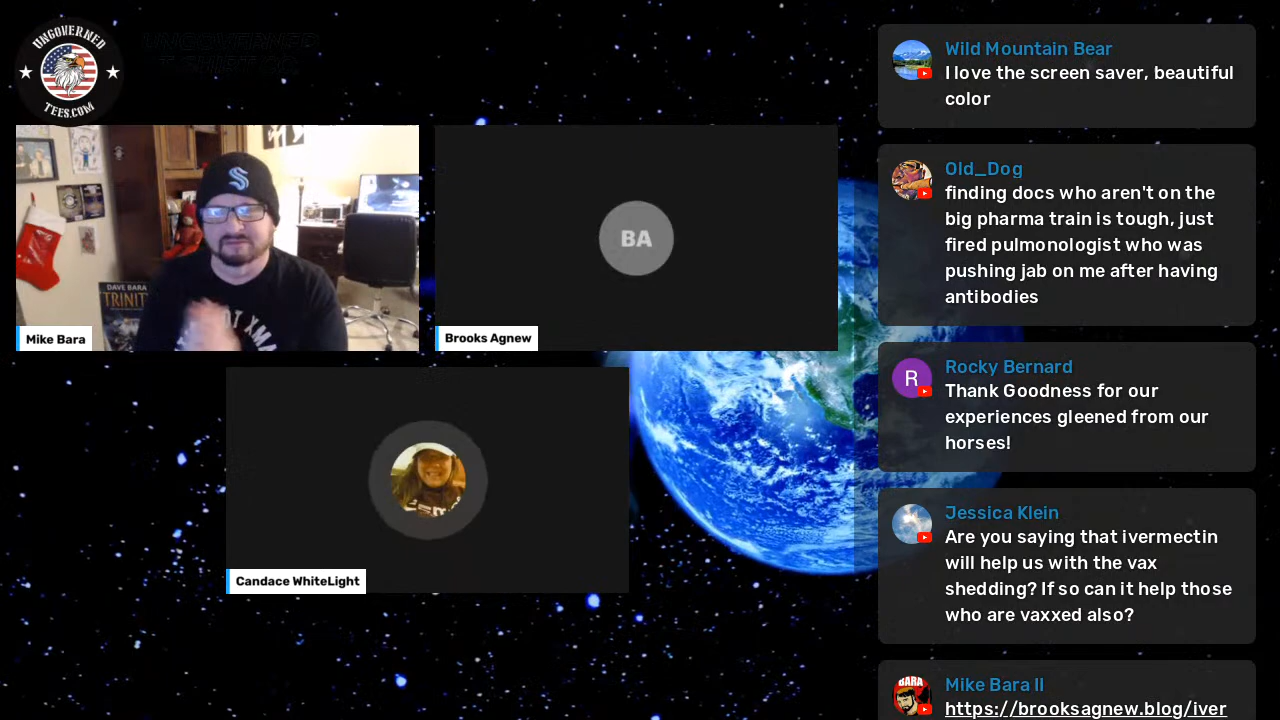 UNGOVERNED
TEES.COM
DAVE BARA
TRINIT
Mike Bara
BA
Brooks Agnew
Candace WhiteLight
Wild Mountain Bear
I love the screen saver, beautiful
color
Old_Dog
finding docs who aren't on the
big pharma train is tough, just
fired pulmonologist who was
pushing jab on me after having
antibodies
Rocky Bernard
Thank Goodness for our
experiences gleened from our
horses!
R
Jessica Klein
Are you saying that ivermectin
will help us with the vax
shedding? If so can it help those
who are vaxxed also?
BARA
Mike Bara II
https://brooksagnew.blog/iver